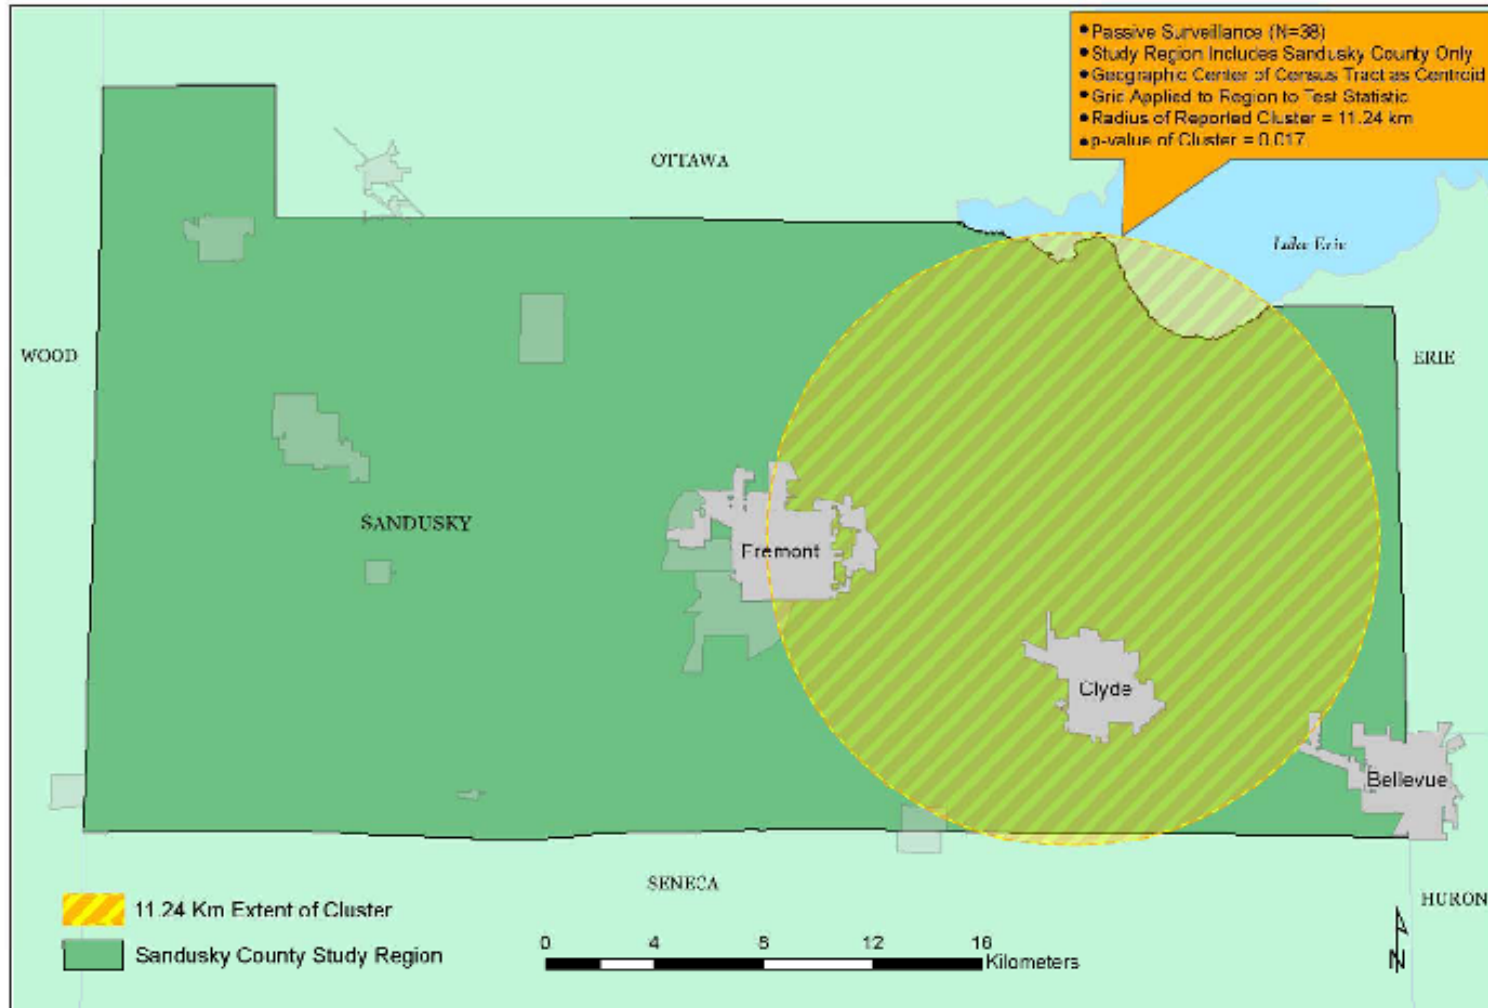 • Passive Surveillance (N=38)
• Study Region Includes Sandusky County Only
• Geographic Center of Census Tract as Centroid
• Gric Applied to Region to Test Statistic
• Radius of Reported Cluster = 11.24 km
• p-value of Cluster = 0.017
OTTAWA
Lake Erie
WOOD
ERIE
SANDUSKY
Fremont
Clyde
Bellevue
SENECA
HURON
11.24 Km Extent of Cluster
Sandusky County Study Region
0 4 8 12 16
Kilometers
N